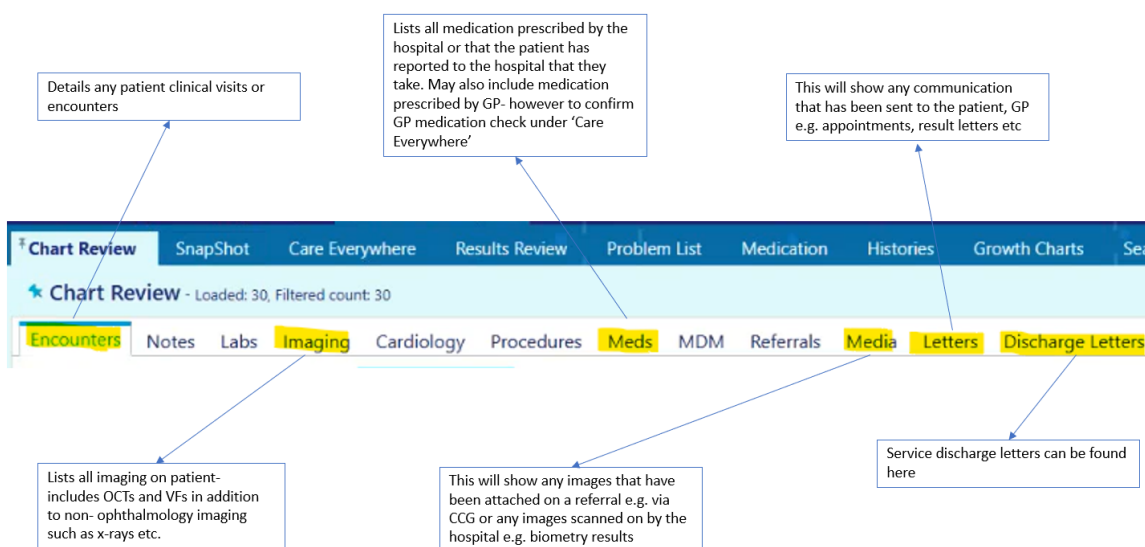 Lists all medication prescribed by the
hospital or that the patient has
reported to the hospital that they
take. May also include medication
prescribed by GP- however to confirm
GP medication check under ‘Care
Everywhere’
Details any patient clinical visits or
encounters
This will show any communication
that has been sent to the patient, GP
e.g. appointments, result letters etc
Chart Review SnapShot Care Everywhere Results Review Problem List Medication Histories Growth Charts Sea
Chart Review - Loaded: 30, Filtered count: 30
Encounters Notes Labs Imaging Cardiology Procedures Meds MDM Referrals Media Letters Discharge Letters
Lists all imaging on patient-
includes OCTs and VFs in addition
to non- ophthalmology imaging
such as x-rays etc.
This will show any images that have
been attached on a referral e.g. via
CCG or any images scanned on by the
hospital e.g. biometry results
Service discharge letters can be found
here